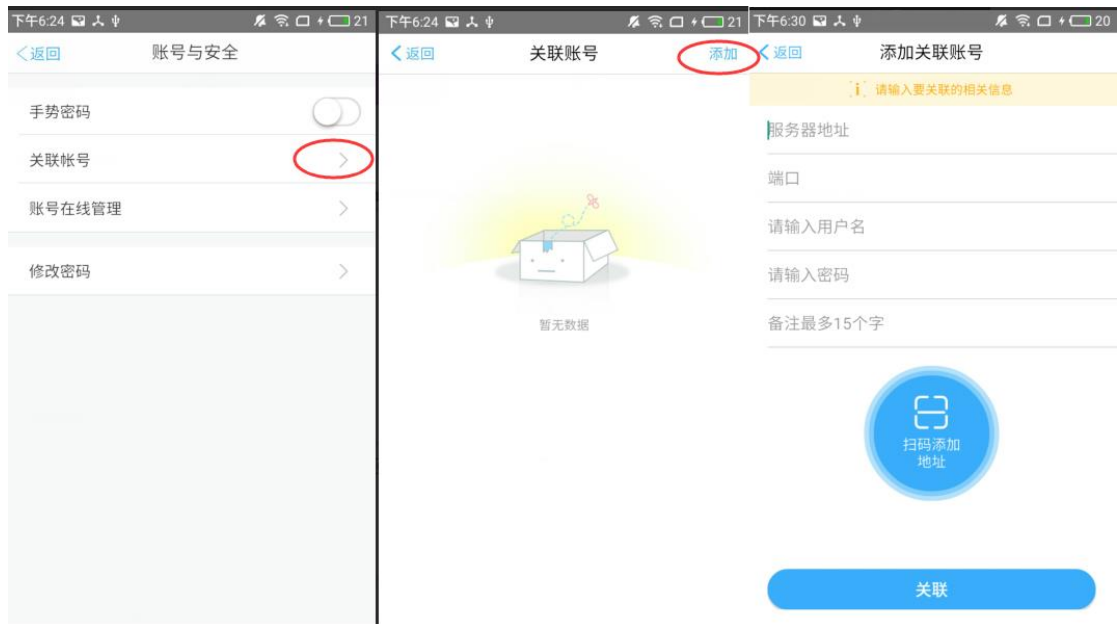 下午6:24
21
返回
账号与安全
手势密码
关联帐号
账号在线管理
修改密码
下午6:24
21
返回
关联账号
添加
暂无数据
下午6:30
20
返回
添加关联账号
请输入要关联的相关信息
服务器地址
端口
请输入用户名
请输入密码
备注最多15个字
扫码添加
地址
关联